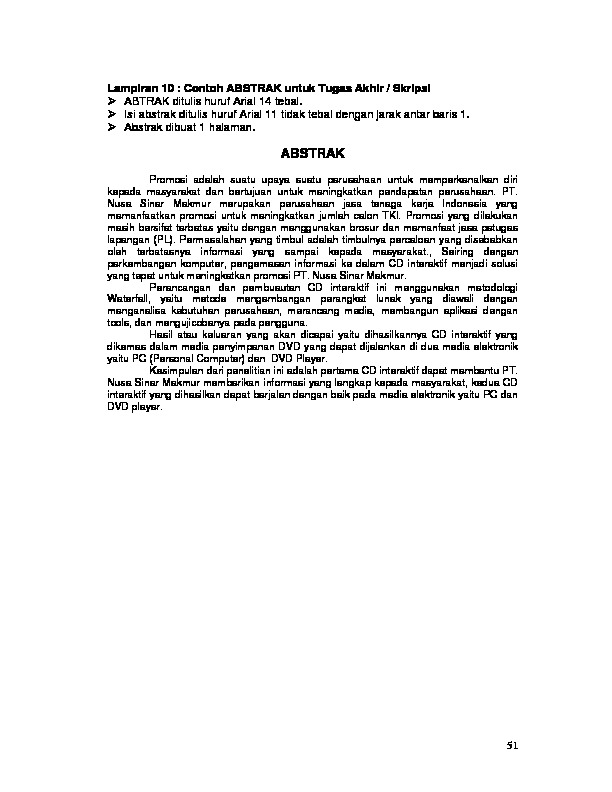 Lampiran 10 : Contoh ABSTRAK untuk Tugas Akhir / Skripsi
➢ ABTRAK ditulis huruf Arial 14 tebal.
➢ Isi abstrak ditulis huruf Arial 11 tidak tebal dengan jarak antar baris 1.
➢ Abstrak dibuat 1 halaman.
ABSTRAK
Promosi adalah suatu upaya suatu perusahaan untuk memperkenalkan diri
kepada masyarakat dan bertujuan untuk meningkatkan pendapatan perusahaan. PT.
Nusa Sinar Makmur merupakan perusahaan jasa tenaga kerja Indonesia yang
memanfaatkan promosi untuk meningkatkan jumlah calon TKI. Promosi yang dilakukan
masih bersifat terbatas yaitu dengan menggunakan brosur dan memanfaat jasa petugas
lapangan (PL). Permasalahan yang timbul adalah timbulnya percaloan yang disebabkan
oleh terbatasnya informasi yang sampai kepada masyarakat., Seiring dengan
perkembangan komputer, pengemasan informasi ke dalam CD interaktif menjadi solusi
yang tepat untuk meningketkan promosi PT. Nusa Sinar Makmur.
Perancangan dan pembuautan CD interaktif ini menggunakan metodologi
Waterfall, yaitu metode mengembangan perangkat lunak yang diawali dengan
menganalisa kebutuhan perusahaan, merancang media, membangun aplikasi dengan
tools, dan mengujicobanya pada pengguna.
Hasil atau keluaran yang akan dicapai yaitu dihasilkannya CD interaktif yang
dikemas dalam media penyimpanan DVD yang dapat dijalankan di dua media elektronik
yaitu PC (Personal Computer) dan DVD Player.
Kesimpulan dari penelitian ini adalah pertama CD interaktif dapat membantu PT.
Nusa Sinar Makmur memberikan informasi yang lengkap kepada masyarakat, kedua CD
interaktif yang dihasilkan dapat berjalan dengan baik pada media elektronik yaitu PC dan
DVD player.
51